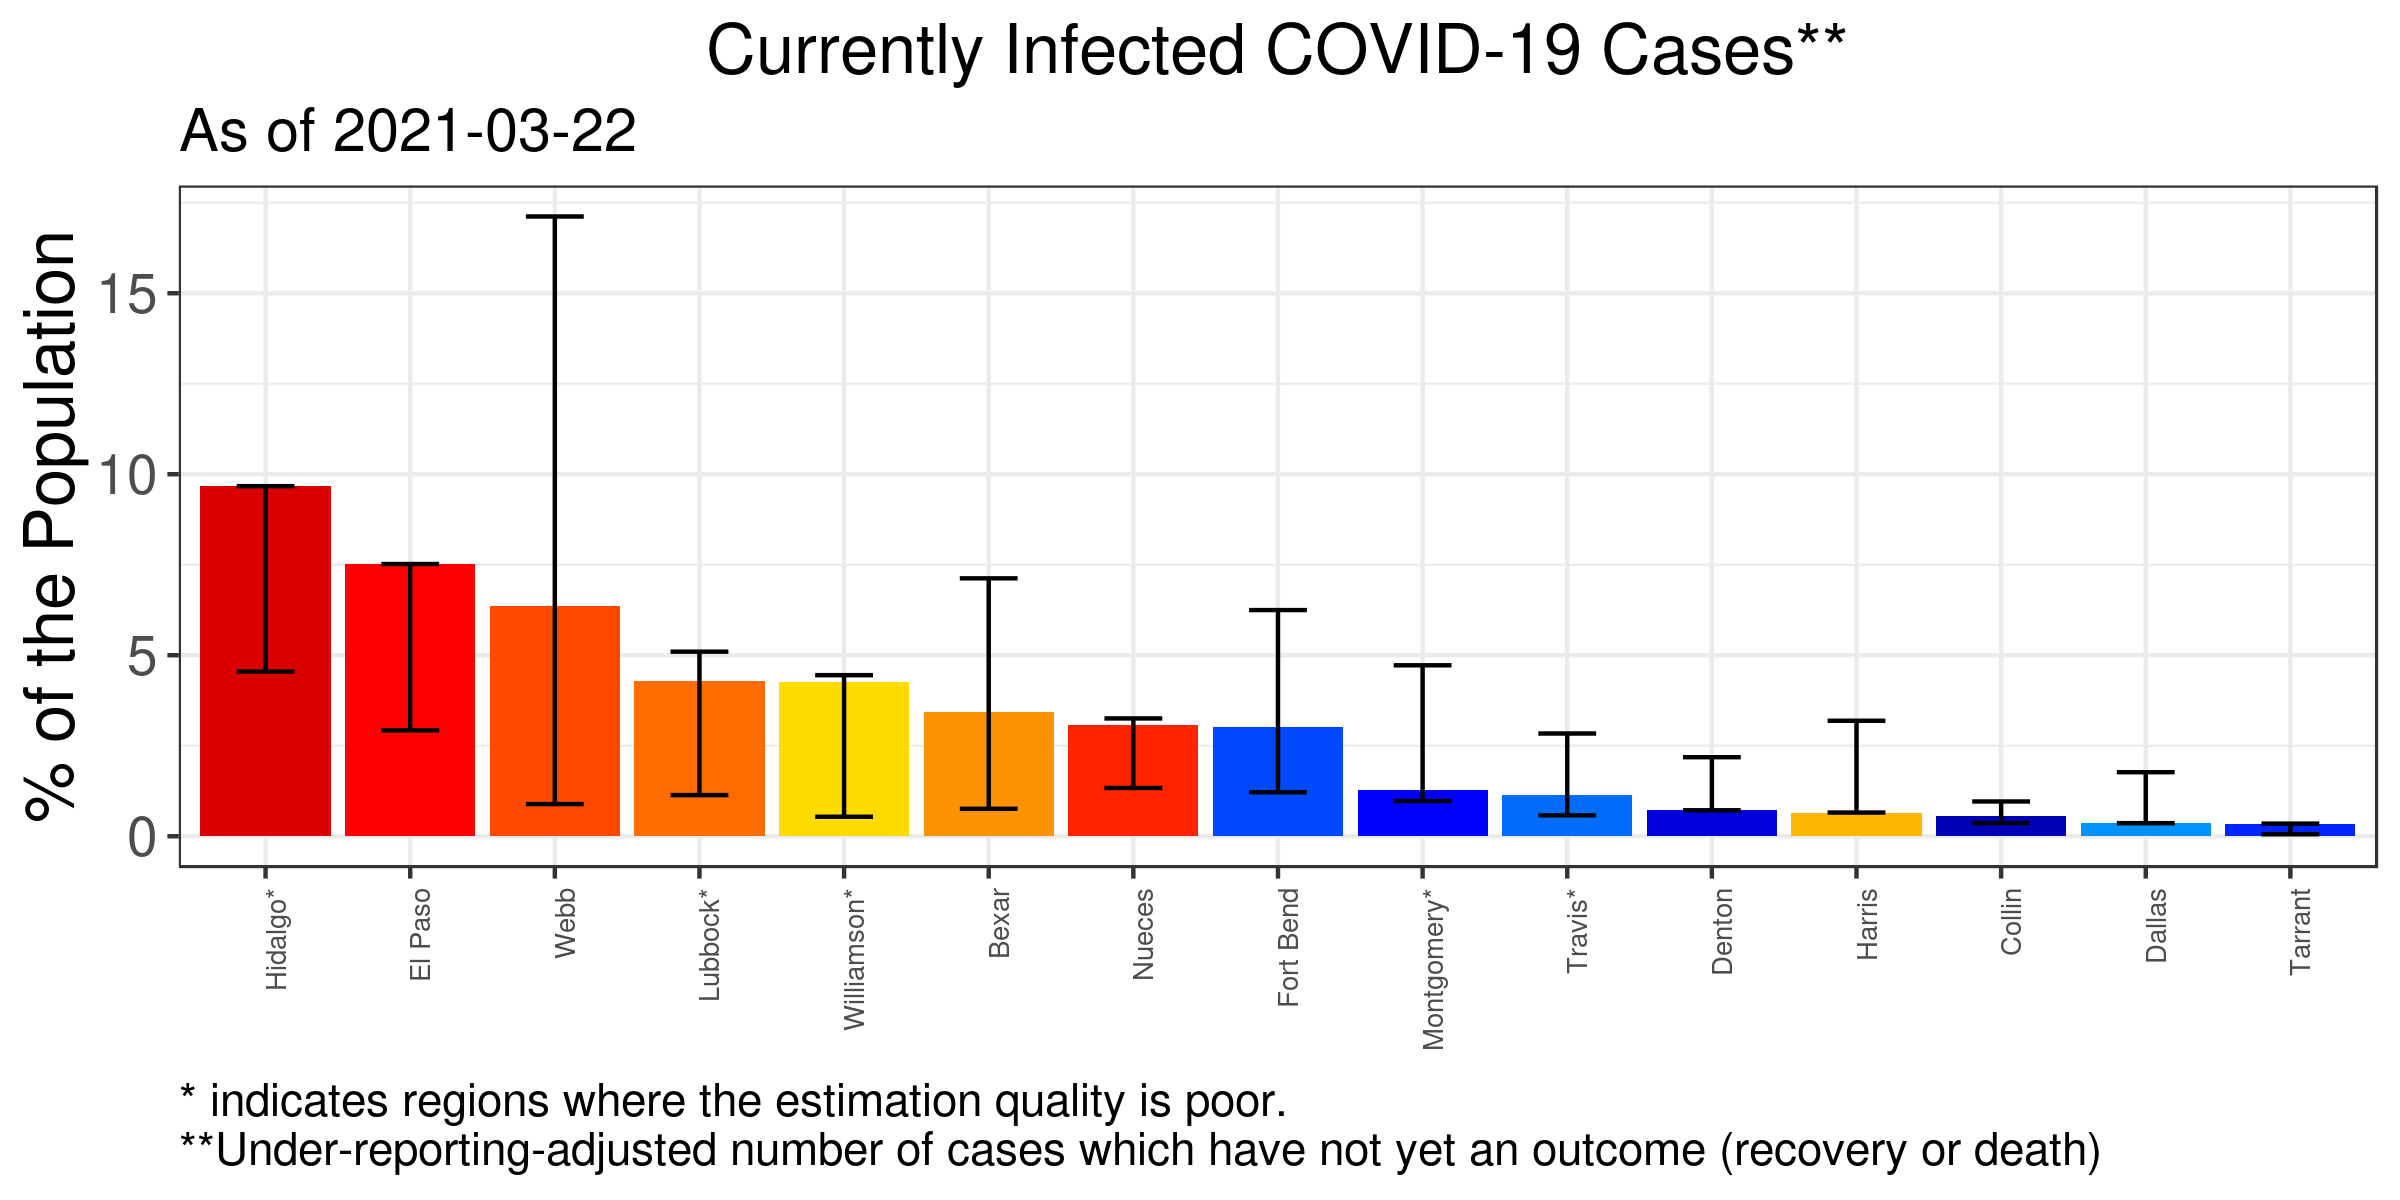 Currently Infected COVID-19 Cases**
As of 2021-03-22
% of the Population
15
10
5
0
Hidalgo*
El Paso
Webb
Lubbock*
Williamson*
Bexar
Nueces
Fort Bend
Montgomery*
Travis*
Denton
Harris
Collin
Dallas
Tarrant
* indicates regions where the estimation quality is poor.
**Under-reporting-adjusted number of cases which have not yet an outcome (recovery or death)